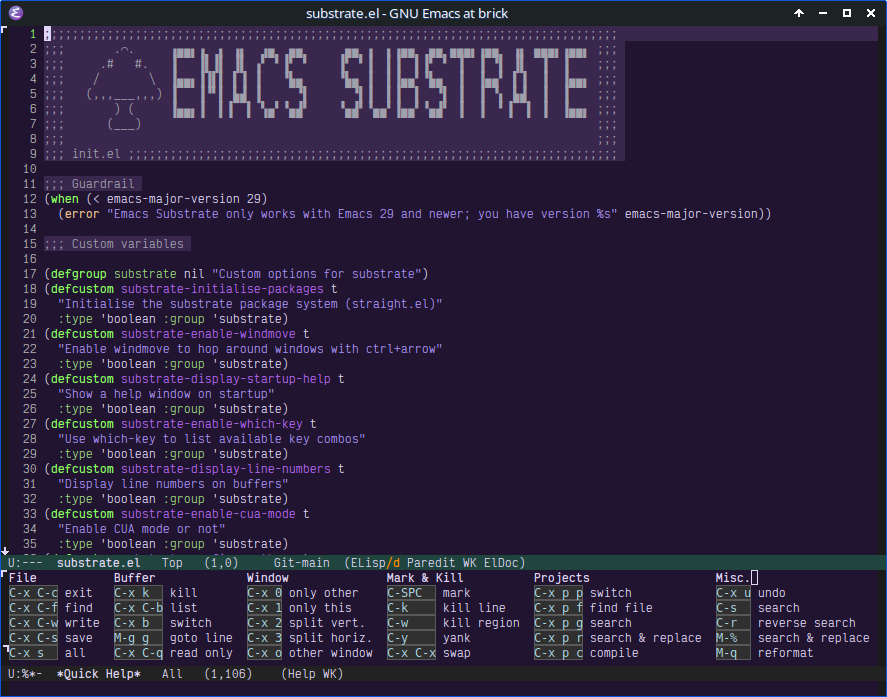 substrate.el - GNU Emacs at brick
1 ;;;;;;;;;;;;;;;;;;;;;;;;;;;;;;;;;;;;;;;;;;;;;;;;;;;;;;;;;;;;;;;;;;;;;;;;;;;;;;;;;;
2 ;;; .⌒. ;;;
3 ;;; .# #. EMACS SUBSTRATE ;;;
4 ;;; / \ ;;;
5 ;;; (,,,___,,,) ;;;
6 ;;; ) ( ;;;
7 ;;; (___) ;;;
8 ;;; ;;;
9 ;;; init.el ;;;;;;;;;;;;;;;;;;;;;;;;;;;;;;;;;;;;;;;;;;;;;;;;;;;;;;;;;;;;;;;;;;;;;;
10
11 ;;; Guardrail
12 (when (< emacs-major-version 29)
13 (error "Emacs Substrate only works with Emacs 29 and newer; you have version %s" emacs-major-version))
14
15 ;;; Custom variables
16
17 (defgroup substrate nil "Custom options for substrate")
18 (defcustom substrate-initialise-packages t
19 "Initialise the substrate package system (straight.el)"
20 :type 'boolean :group 'substrate)
21 (defcustom substrate-enable-windmove t
22 "Enable windmove to hop around windows with ctrl+arrow"
23 :type 'boolean :group 'substrate)
24 (defcustom substrate-display-startup-help t
25 "Show a help window on startup"
26 :type 'boolean :group 'substrate)
27 (defcustom substrate-enable-which-key t
28 "Use which-key to list available key combos"
29 :type 'boolean :group 'substrate)
30 (defcustom substrate-display-line-numbers t
31 "Display line numbers on buffers"
32 :type 'boolean :group 'substrate)
33 (defcustom substrate-enable-cua-mode t
34 "Enable CUA mode or not"
35 :type 'boolean :group 'substrate)
U:--- substrate.el Top (1,0) Git-main (ELisp/d Paredit WK ElDoc)
File Buffer Window Mark & Kill Projects Misc.
C-x C-c exit C-x k kill C-x 0 only other C-SPC mark C-x p p switch C-x u undo
C-x C-f find C-x C-b list C-x 1 only this C-k kill line C-x p f find file C-s search
C-x C-w write C-x b switch C-x 2 split vert. C-w kill region C-x p g search C-r reverse search
C-x C-s save M-g g goto line C-x 3 split horiz. C-y yank C-x p r search & replace M-% search & replace
C-x s all C-x C-q read only C-x o other window C-x C-x swap C-x p c compile M-q reformat
U:%*- *Quick Help* All (1,106) (Help WK)